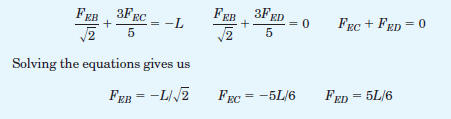 F_EB/√2 + 3F_EC/5 = −L    F_EB/√2 + 3F_ED/5 = 0    F_EC + F_ED = 0
Solving the equations gives us
F_EB = −L/√2    F_EC = −5L/6    F_ED = 5L/6